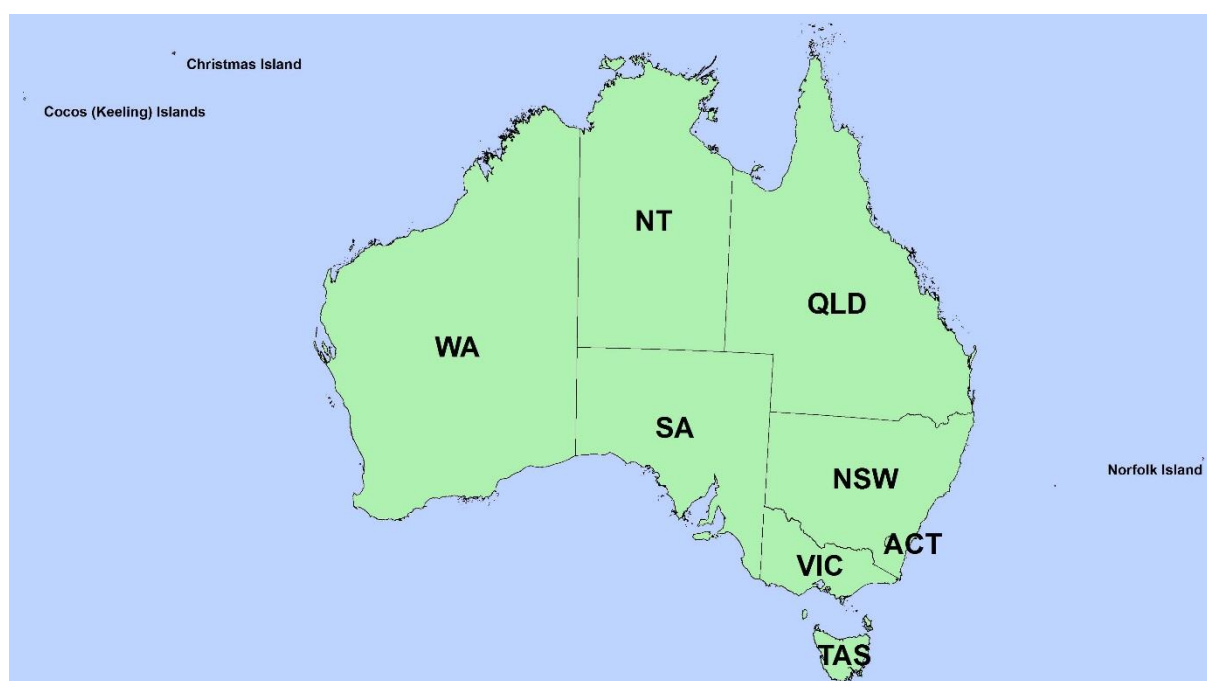 Christmas Island
Cocos (Keeling) Islands
NT
QLD
WA
SA
Norfolk Island
NSW
ACT
VIC
TAS